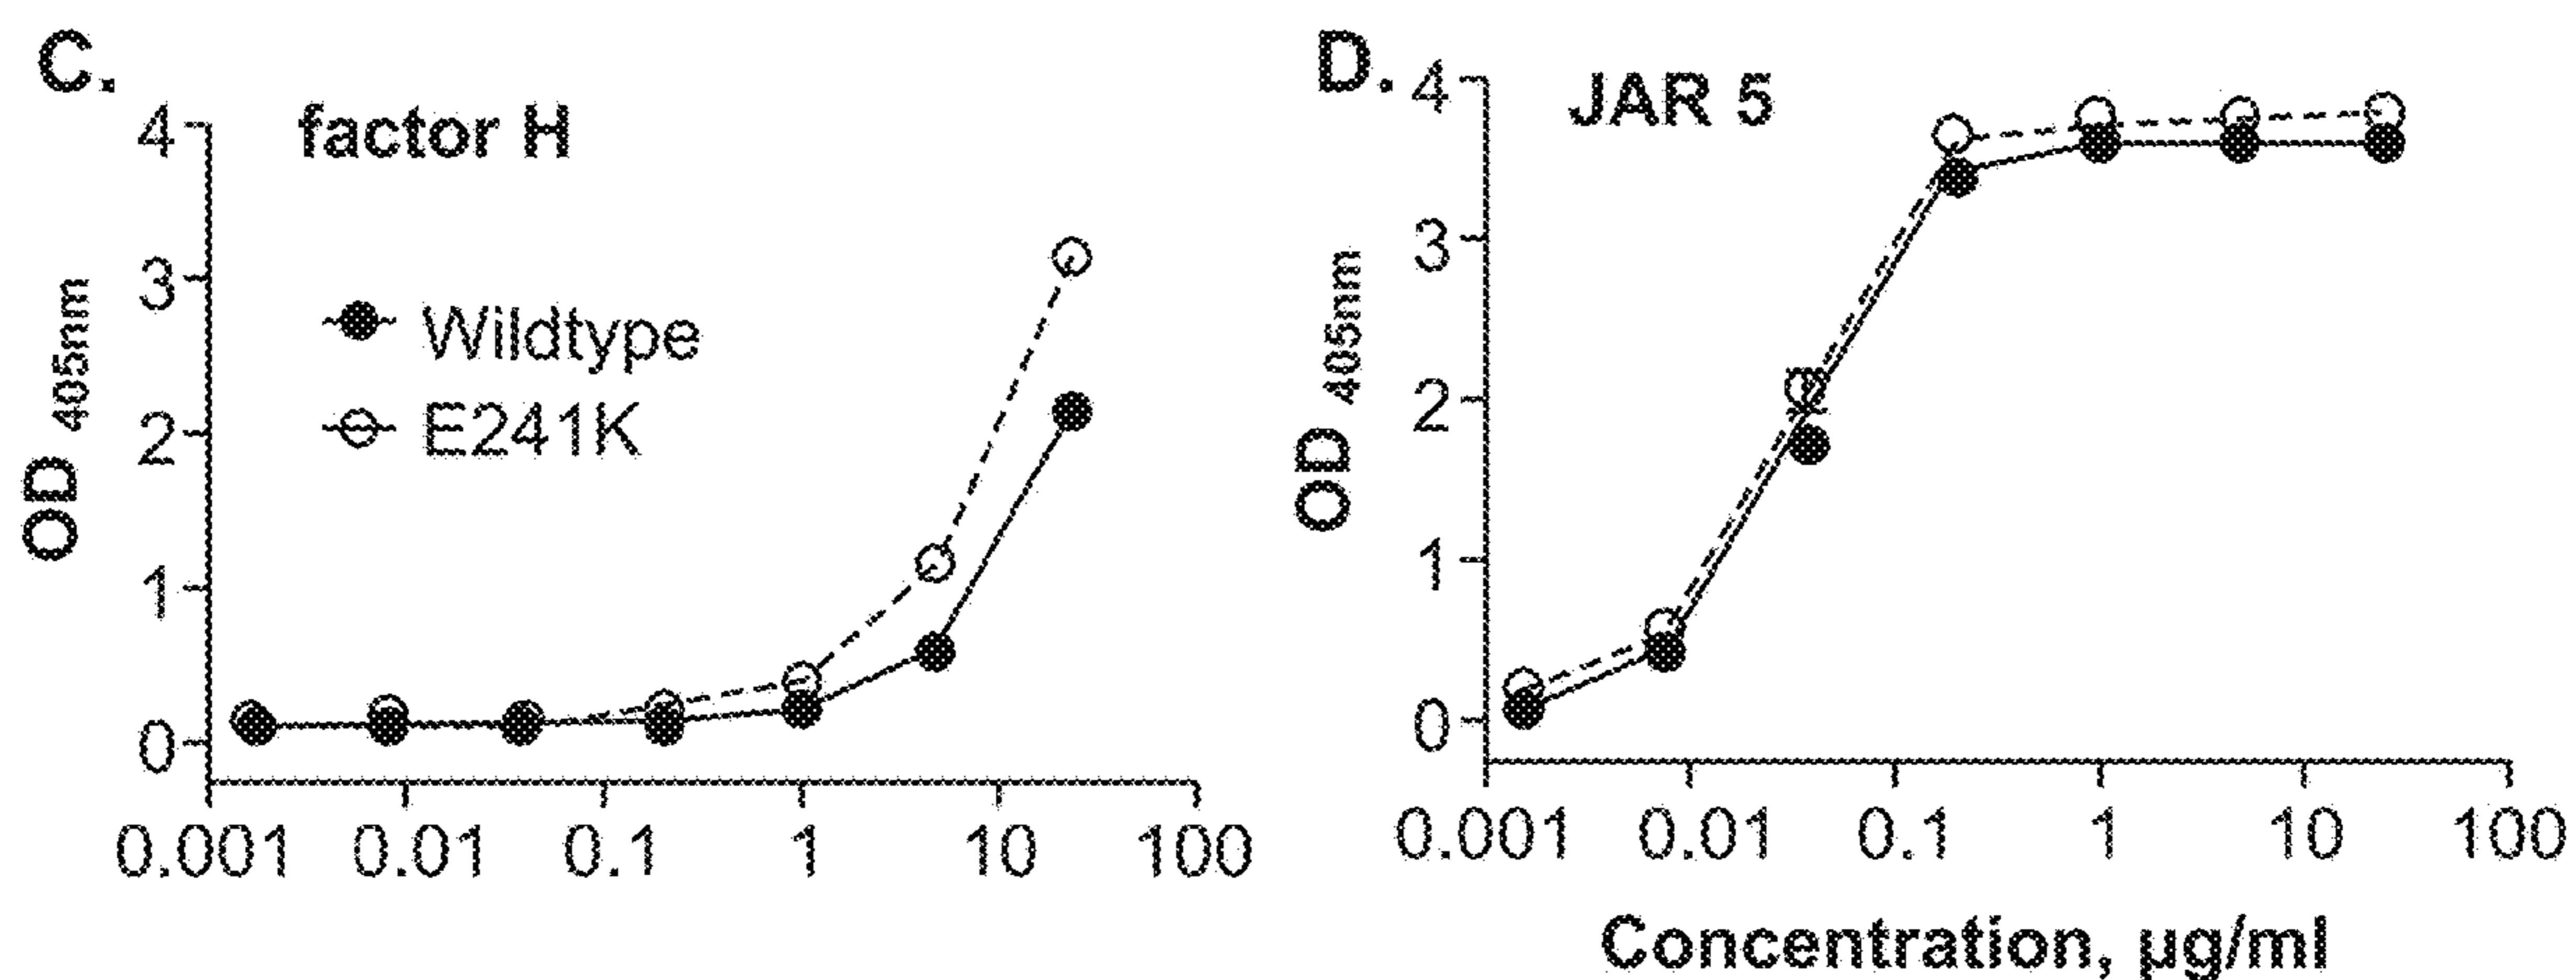 C.
factor H
4
3
2
1
0
OD 405nm
Wildtype
E241K
0.001 0.01 0.1 1 10 100
D.
JAR 5
4
3
2
1
0
OD 405nm
0.001 0.01 0.1 1 10 100
Concentration, µg/ml